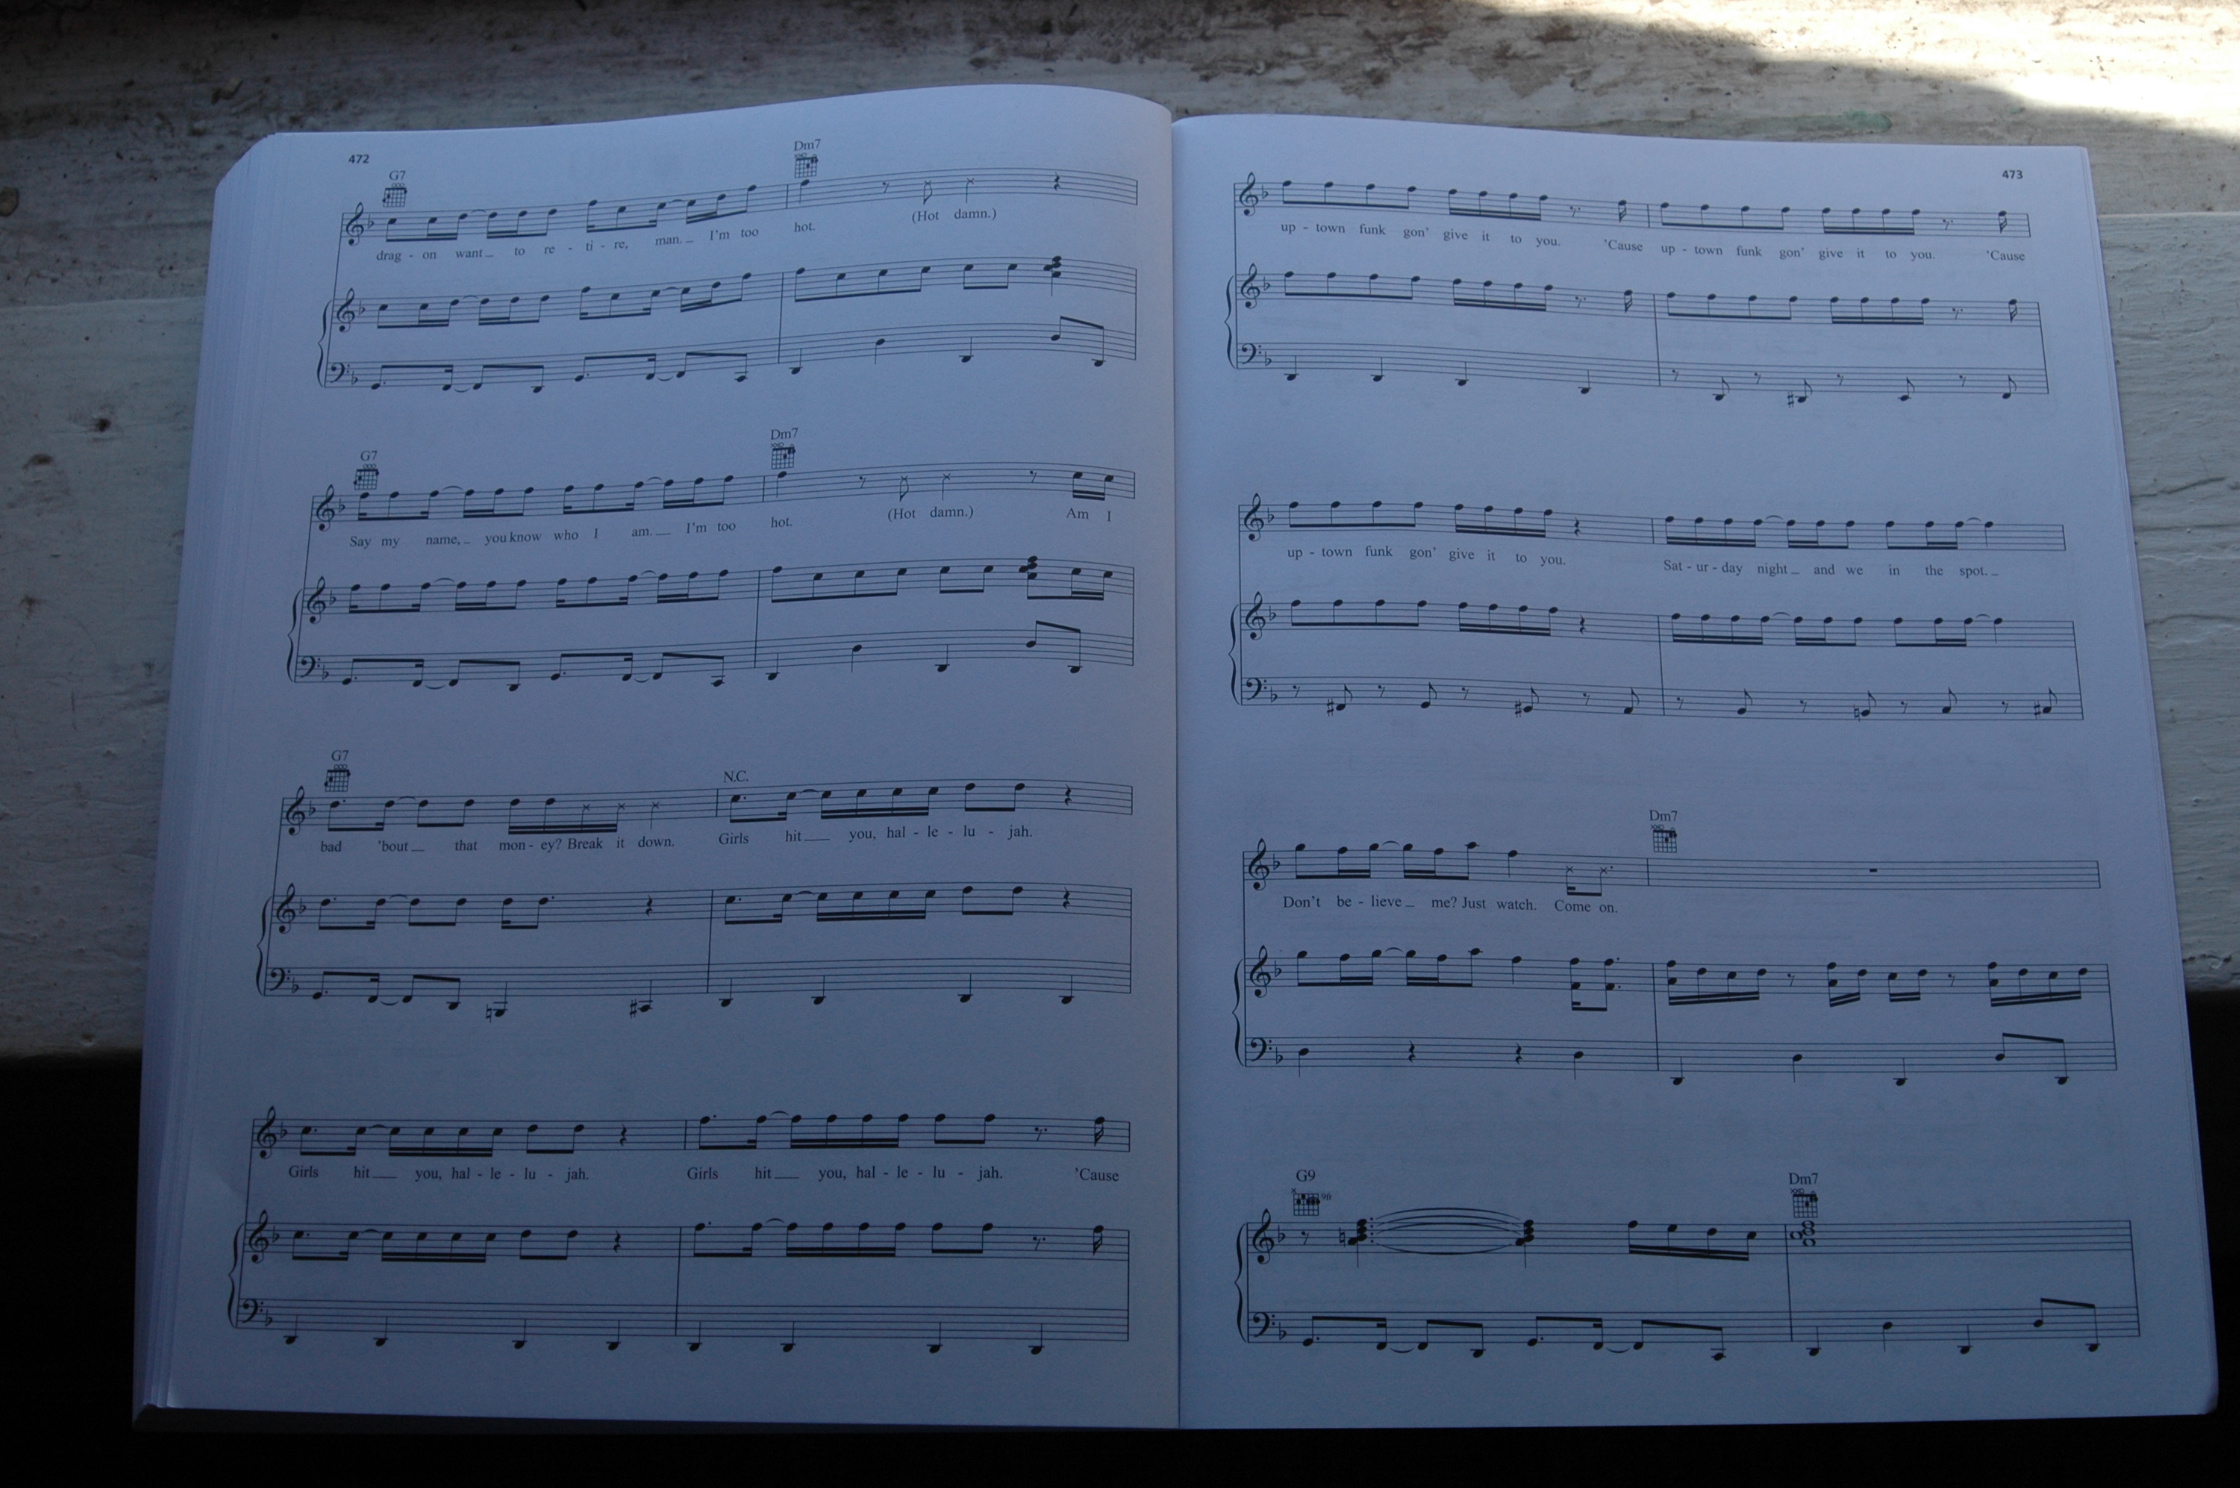 472
G7 Dm7
drag - on want to re - ti - re, man. I'm too hot. (Hot damn.)
G7 Dm7
Say my name, you know who I am. I'm too hot. (Hot damn.) Am I
G7 N.C.
bad 'bout that mon - ey? Break it down. Girls hit you, hal - le - lu - jah.
Girls hit you, hal - le - lu - jah. Girls hit you, hal - le - lu - jah. 'Cause
473
up - town funk gon' give it to you. 'Cause up - town funk gon' give it to you. 'Cause
up - town funk gon' give it to you. Sat - ur - day night and we in the spot.
Dm7
Don't be - lieve me? Just watch. Come on.
G9 Dm7